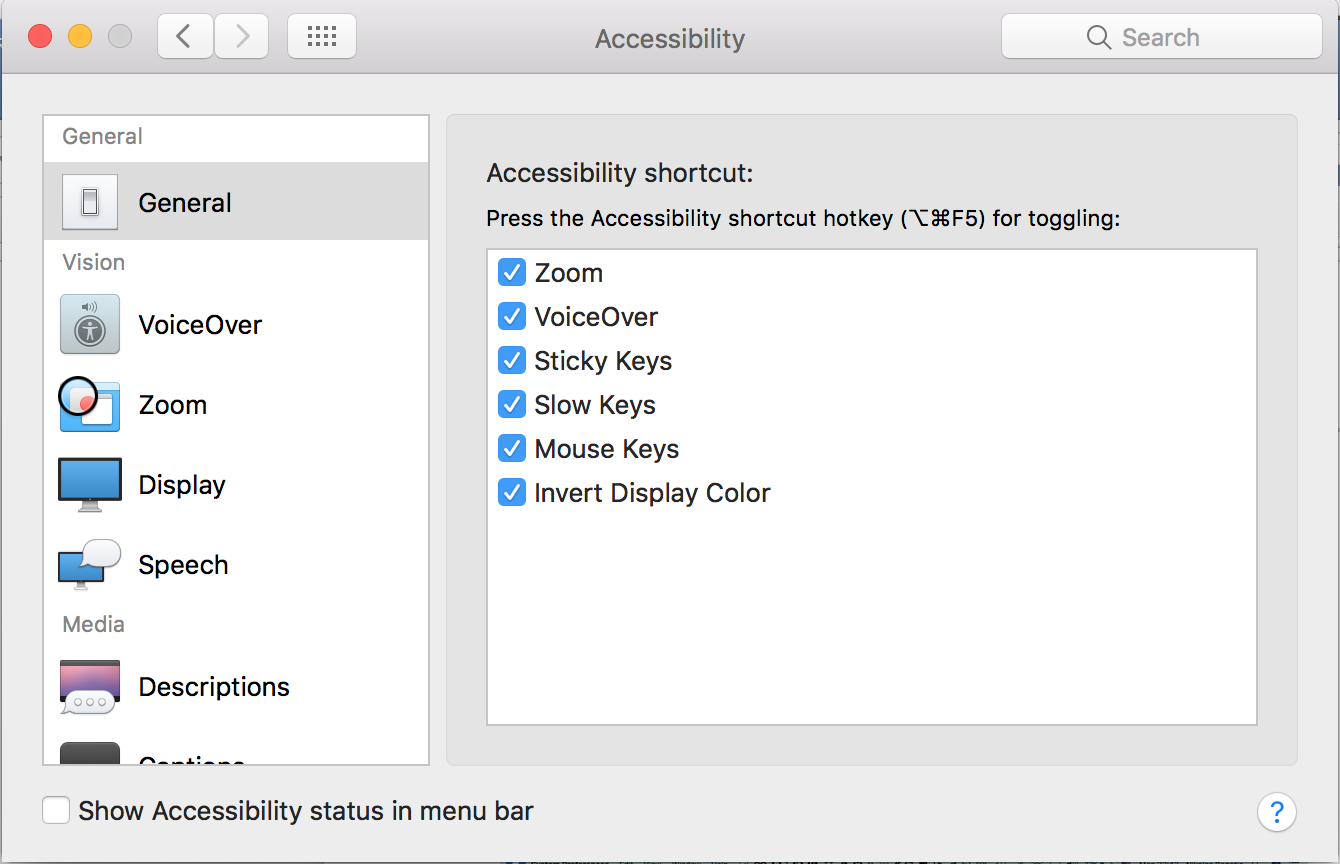 Accessibility
Search
General
General
Vision
VoiceOver
Zoom
Display
Speech
Media
Descriptions
Captions
Accessibility shortcut:
Press the Accessibility shortcut hotkey (⌥⌘F5) for toggling:
Zoom
VoiceOver
Sticky Keys
Slow Keys
Mouse Keys
Invert Display Color
Show Accessibility status in menu bar
?